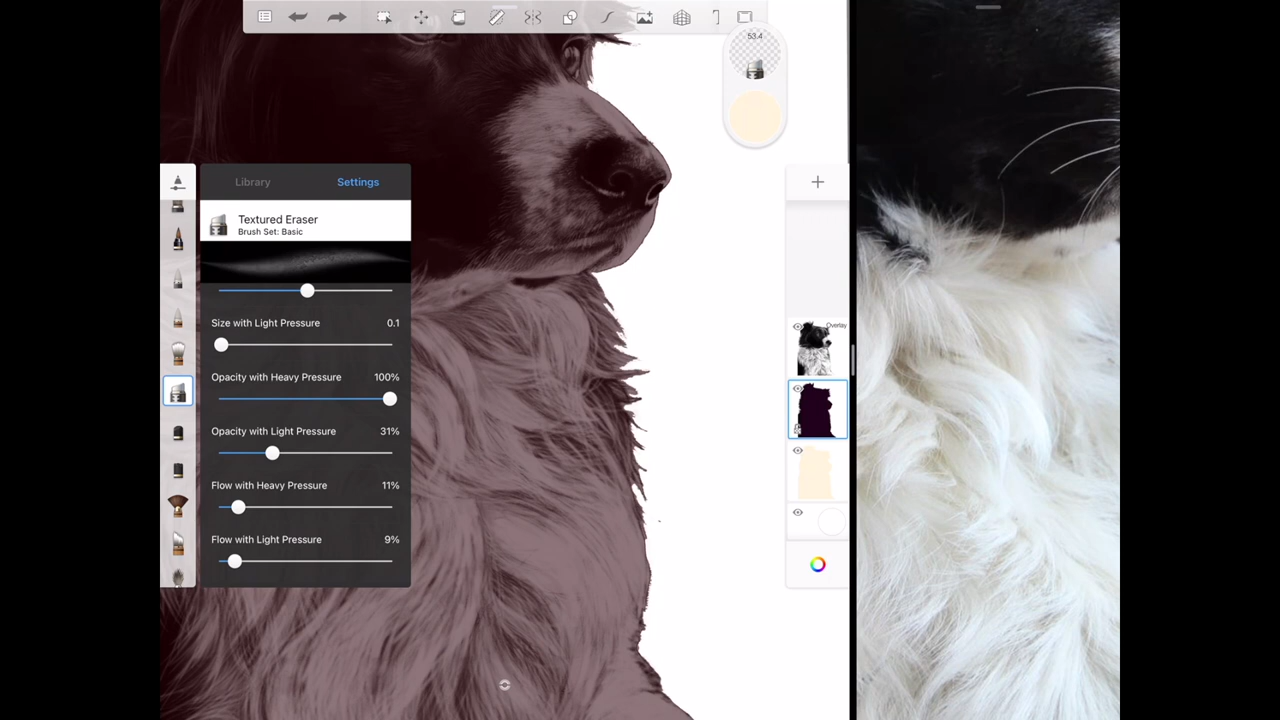 53.4
Library
Settings
Textured Eraser
Brush Set: Basic
Size with Light Pressure
0.1
Opacity with Heavy Pressure
100%
Opacity with Light Pressure
31%
Flow with Heavy Pressure
11%
Flow with Light Pressure
9%
Overlay